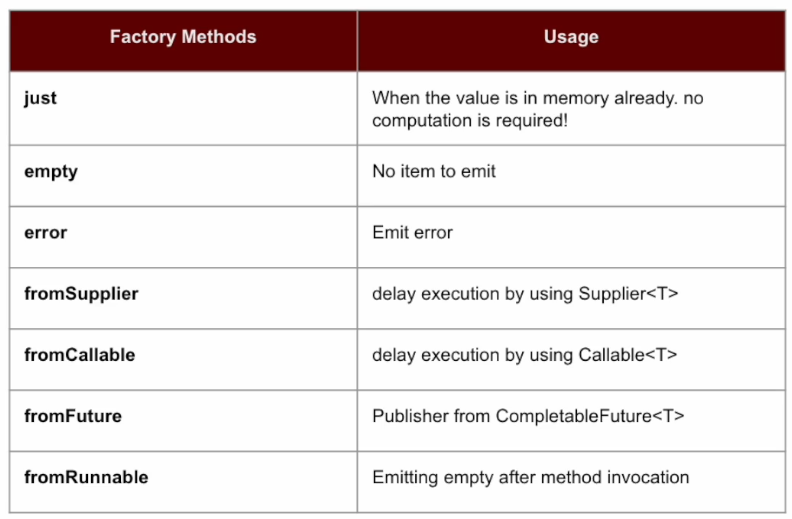 Factory Methods
Usage
just
When the value is in memory already. no
computation is required!
empty
No item to emit
error
Emit error
fromSupplier
delay execution by using Supplier<T>
fromCallable
delay execution by using Callable<T>
fromFuture
Publisher from CompletableFuture<T>
fromRunnable
Emitting empty after method invocation